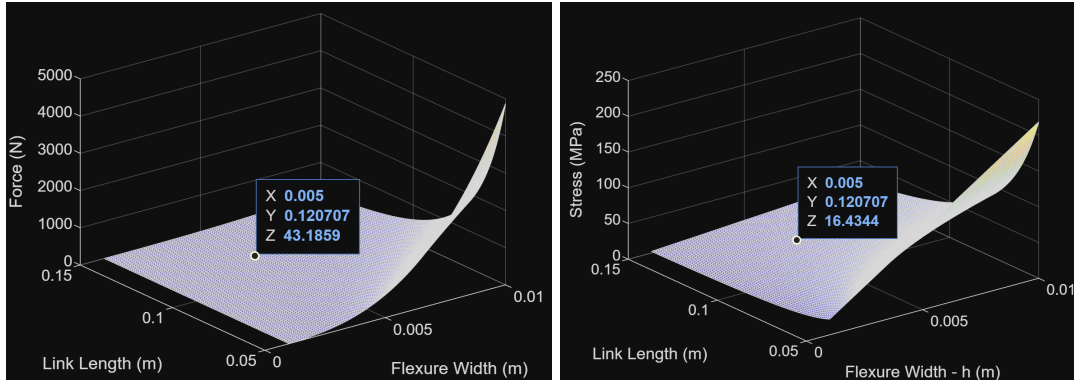 5000
4000
3000
2000
1000
0
Force (N)
X 0.005
Y 0.120707
Z 43.1859
0.15
0.1
0.05
Link Length (m)
0
0.005
0.01
Flexure Width (m)
250
200
150
100
50
0
Stress (MPa)
X 0.005
Y 0.120707
Z 16.4344
0.15
0.1
0.05
Link Length (m)
0
0.005
0.01
Flexure Width - h (m)